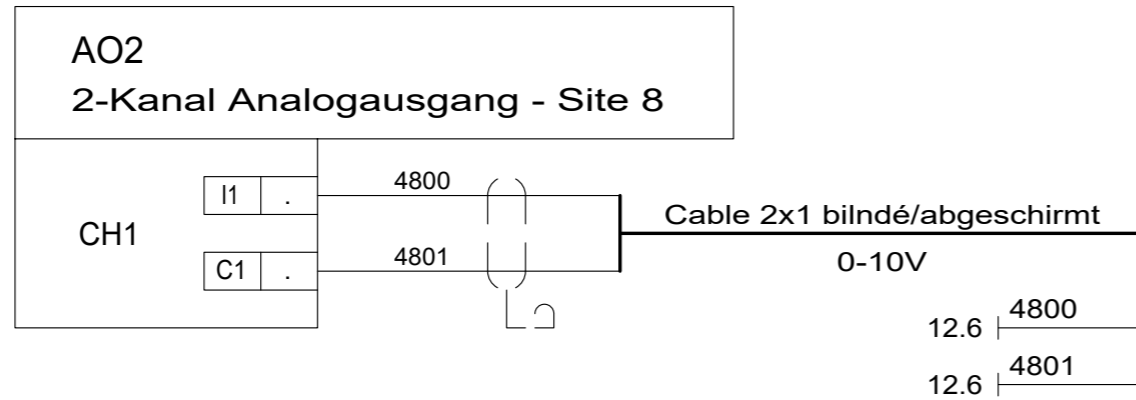 AO2
2-Kanal Analogausgang - Site 8
I1 .
4800
CH1
C1 .
4801
Cable 2x1 bilndé/abgeschirmt
0-10V
12.6 4800
12.6 4801